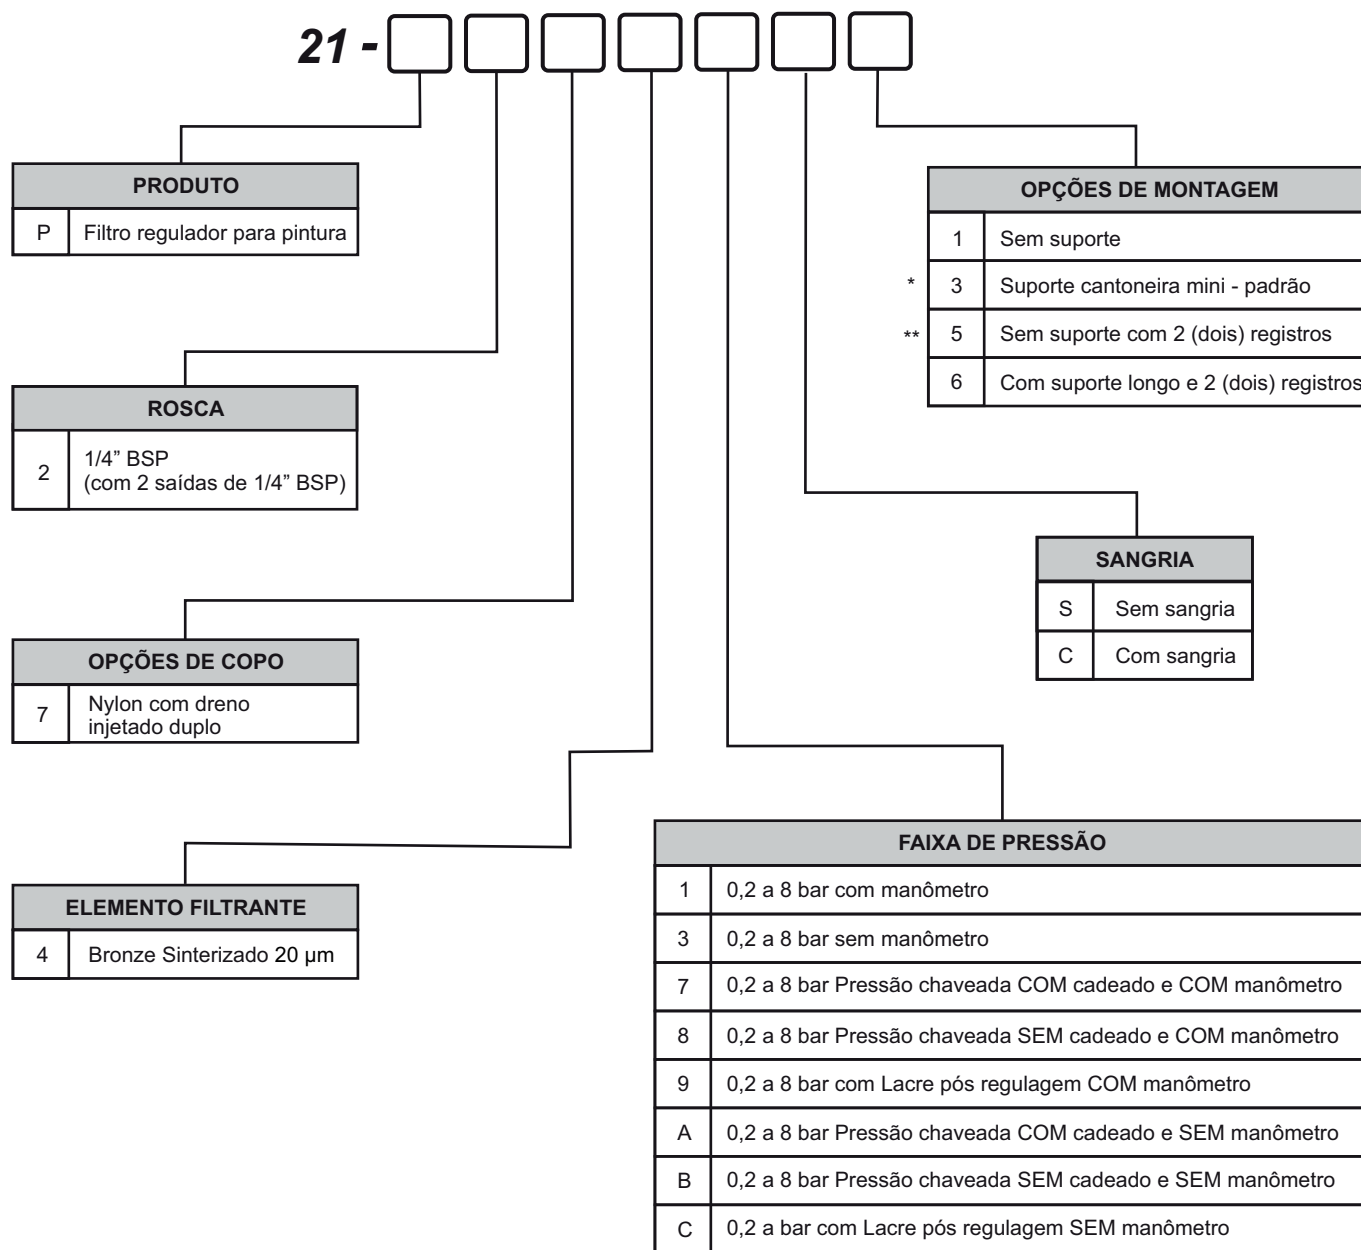 21 -
PRODUTO
P Filtro regulador para pintura
ROSCA
2 1/4” BSP
(com 2 saídas de 1/4” BSP)
OPÇÕES DE COPO
7 Nylon com dreno
injetado duplo
ELEMENTO FILTRANTE
4 Bronze Sinterizado 20 µm
OPÇÕES DE MONTAGEM
1 Sem suporte
* 3 Suporte cantoneira mini - padrão
** 5 Sem suporte com 2 (dois) registros
6 Com suporte longo e 2 (dois) registros
SANGRIA
S Sem sangria
C Com sangria
FAIXA DE PRESSÃO
1 0,2 a 8 bar com manômetro
3 0,2 a 8 bar sem manômetro
7 0,2 a 8 bar Pressão chaveada COM cadeado e COM manômetro
8 0,2 a 8 bar Pressão chaveada SEM cadeado e COM manômetro
9 0,2 a 8 bar com Lacre pós regulagem COM manômetro
A 0,2 a 8 bar Pressão chaveada COM cadeado e SEM manômetro
B 0,2 a 8 bar Pressão chaveada SEM cadeado e SEM manômetro
C 0,2 a bar com Lacre pós regulagem SEM manômetro